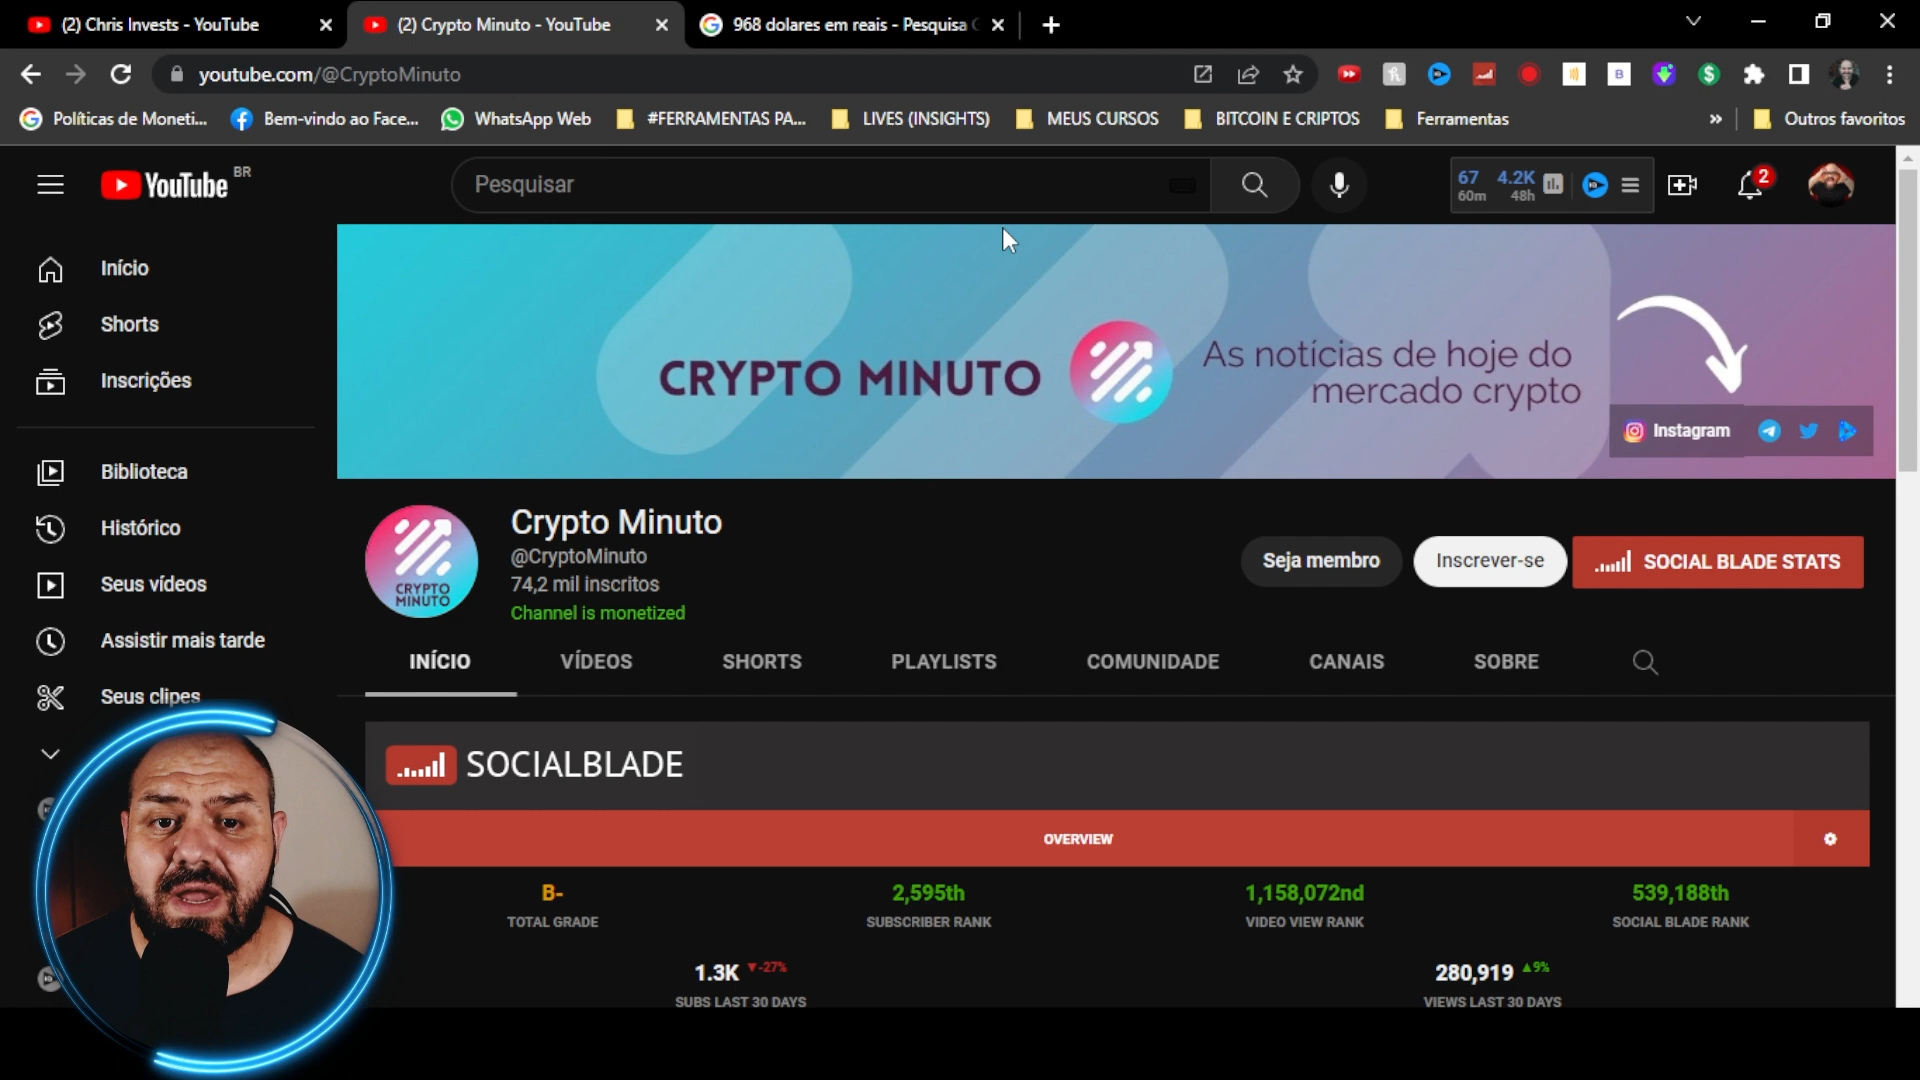 (2) Chris Invests - YouTube
(2) Crypto Minuto - YouTube
968 dolares em reais - Pesquisa
youtube.com/@CryptoMinuto
Políticas de Moneti...
Bem-vindo ao Face...
WhatsApp Web
#FERRAMENTAS PA...
LIVES (INSIGHTS)
MEUS CURSOS
BITCOIN E CRIPTOS
Ferramentas
»
Outros favoritos
YouTube BR
Pesquisar
67 4.2K
60m 48h
2
Início
Shorts
Inscrições
Biblioteca
Histórico
Seus vídeos
Assistir mais tarde
Seus clipes
CRYPTO MINUTO
As notícias de hoje do
mercado crypto
Instagram
CRYPTO
MINUTO
Crypto Minuto
@CryptoMinuto
74,2 mil inscritos
Channel is monetized
Seja membro
Inscrever-se
SOCIAL BLADE STATS
INÍCIO
VÍDEOS
SHORTS
PLAYLISTS
COMUNIDADE
CANAIS
SOBRE
SOCIALBLADE
OVERVIEW
B-
TOTAL GRADE
2,595th
SUBSCRIBER RANK
1,158,072nd
VIDEO VIEW RANK
539,188th
SOCIAL BLADE RANK
1.3K ▼-27%
SUBS LAST 30 DAYS
280,919 ▲9%
VIEWS LAST 30 DAYS